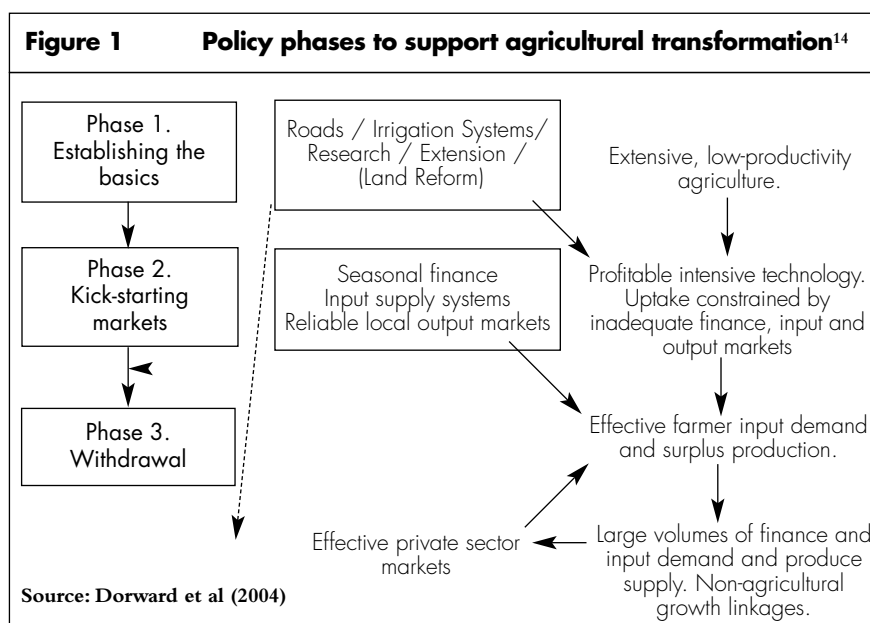 Figure 1 Policy phases to support agricultural transformation14
Phase 1.
Establishing the
basics
Roads / Irrigation Systems/
Research / Extension /
(Land Reform)
Extensive, low-productivity
agriculture.
Phase 2.
Kick-starting
markets
Seasonal finance
Input supply systems
Reliable local output markets
Profitable intensive technology.
Uptake constrained by
inadequate finance, input and
output markets
Phase 3.
Withdrawal
Effective farmer input demand
and surplus production.
Effective private sector
markets
Large volumes of finance and
input demand and produce
supply. Non-agricultural
growth linkages.
Source: Dorward et al (2004)